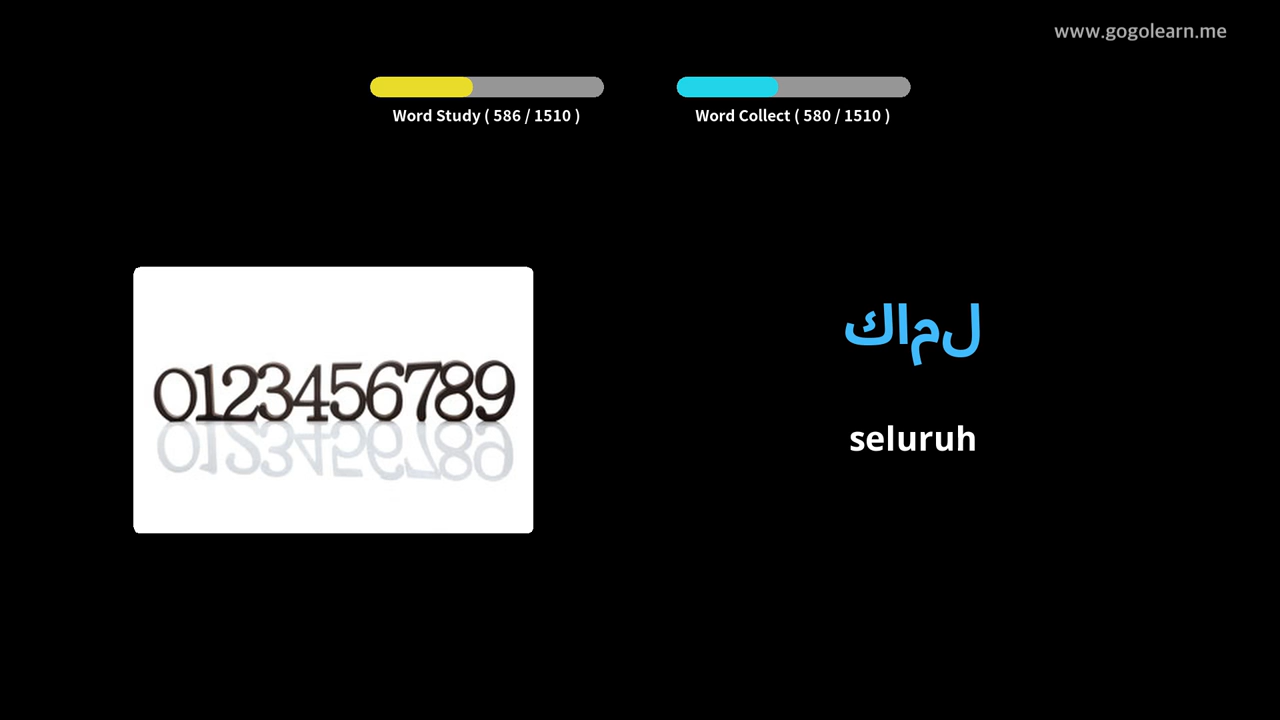 www.gogolearn.me
Word Study ( 586 / 1510 )
Word Collect ( 580 / 1510 )
0123456789
كامل
seluruh